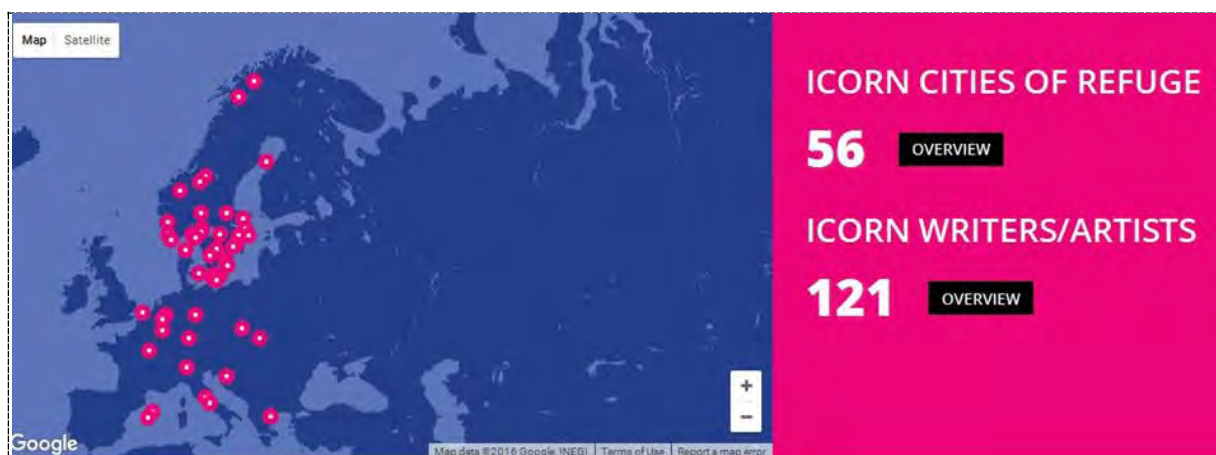 Map Satellite
ICORN CITIES OF REFUGE
56 OVERVIEW
ICORN WRITERS/ARTISTS
121 OVERVIEW
+
−
Google
Map data ©2016 Google, INEGI Terms of Use Report a map error